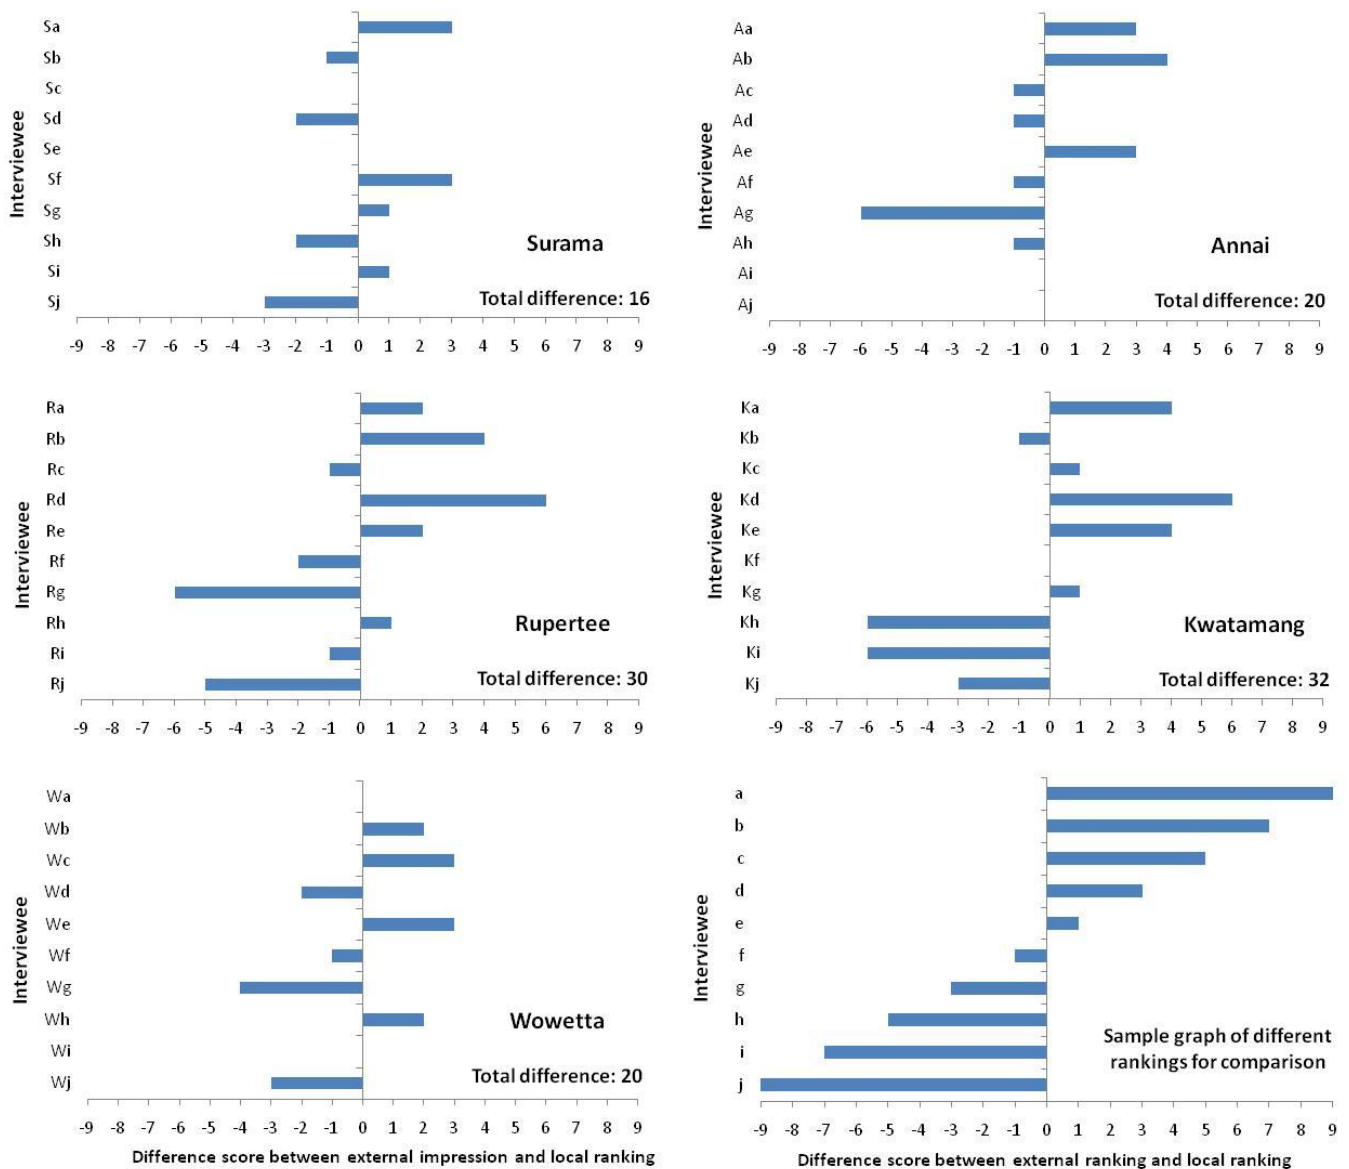 Interviewee
Sa
Sb
Sc
Sd
Se
Sf
Sg
Sh
Si
Sj
Surama
Total difference: 16
-9 -8 -7 -6 -5 -4 -3 -2 -1 0 1 2 3 4 5 6 7 8 9
Interviewee
Aa
Ab
Ac
Ad
Ae
Af
Ag
Ah
Ai
Aj
Annai
Total difference: 20
-9 -8 -7 -6 -5 -4 -3 -2 -1 0 1 2 3 4 5 6 7 8 9
Interviewee
Ra
Rb
Rc
Rd
Re
Rf
Rg
Rh
Ri
Rj
Rupertee
Total difference: 30
-9 -8 -7 -6 -5 -4 -3 -2 -1 0 1 2 3 4 5 6 7 8 9
Interviewee
Ka
Kb
Kc
Kd
Ke
Kf
Kg
Kh
Ki
Kj
Kwatamang
Total difference: 32
-9 -8 -7 -6 -5 -4 -3 -2 -1 0 1 2 3 4 5 6 7 8 9
Interviewee
Wa
Wb
Wc
Wd
We
Wf
Wg
Wh
Wi
Wj
Wowetta
Total difference: 20
-9 -8 -7 -6 -5 -4 -3 -2 -1 0 1 2 3 4 5 6 7 8 9
Difference score between external impression and local ranking
Interviewee
a
b
c
d
e
f
g
h
i
j
Sample graph of different
rankings for comparison
-9 -8 -7 -6 -5 -4 -3 -2 -1 0 1 2 3 4 5 6 7 8 9
Difference score between external ranking and local ranking